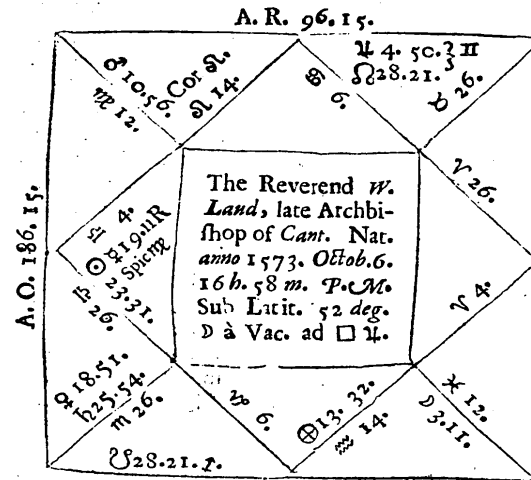 A. R. 96. 15.
♂ 10. 56. Cor ♌.
♍ 12.
♌ 14.
♋ 6.
♃ 4. 50. } ♊
☊ 28. 21.
♉ 26.
♈ 26.
♈ 4.
A. O. 186. 15.
♎ 4.
☿ 19. 11 R
Spic ♍
☉ 23. 31.
♎ 26.
The Reverend W.
Land, late Archbi-
ſhop of Cant. Nat.
anno 1573. Octob. 6.
16 h. 58 m. P. M.
Sub Latit. 52 deg.
☽ à Vac. ad □ ♃.
♀ 18. 51.
♄ 25. 54.
♏ 26.
☋ 28. 21. ♐.
♑ 6.
⊕ 13. 32.
♒ 14.
♓ 12.
☽ 3. 11.